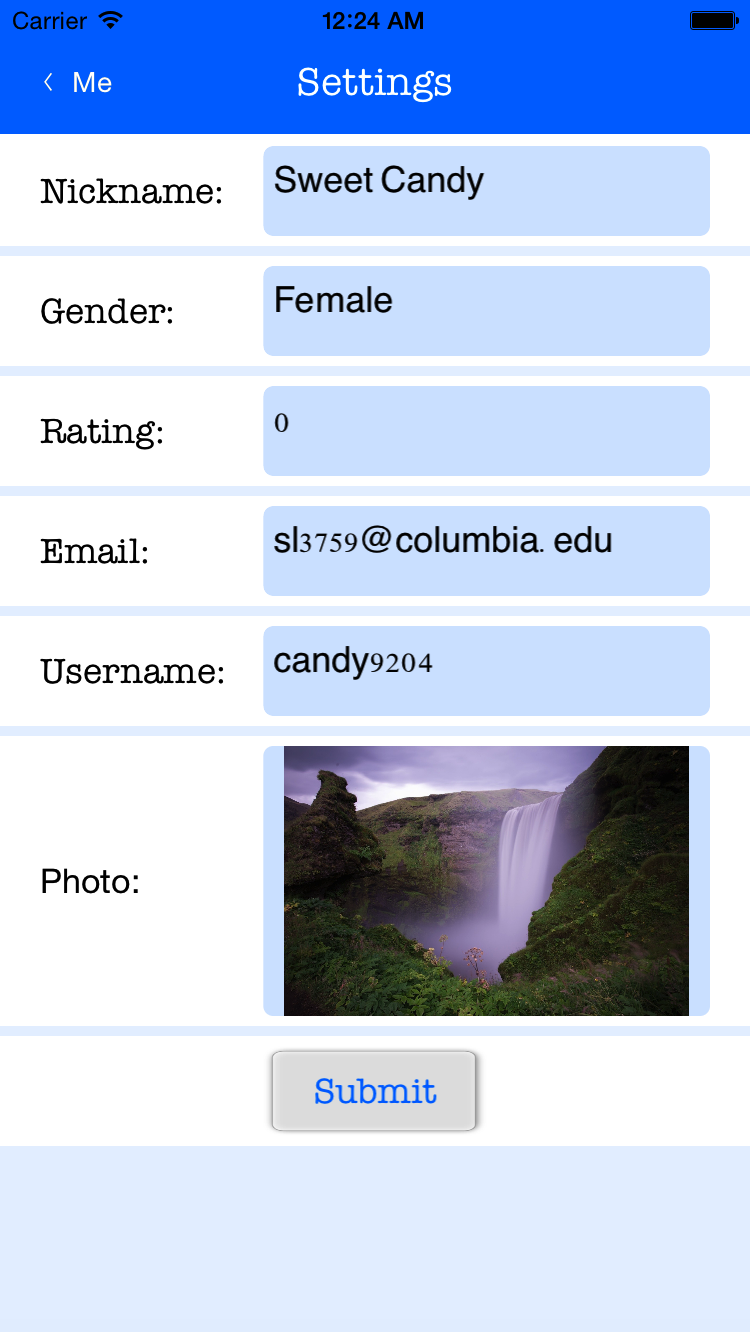 Carrier 12:24 AM
Me Settings
Nickname: Sweet Candy
Gender: Female
Rating: 0
Email: sl3759@columbia. edu
Username: candy9204
Photo:
Submit